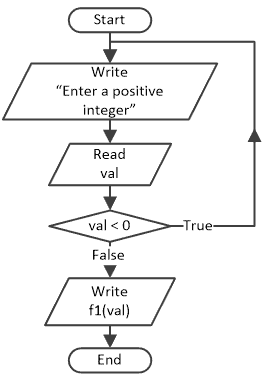 Start
Write
“Enter a positive
integer”
Read
val
val < 0
True
False
Write
f1(val)
End